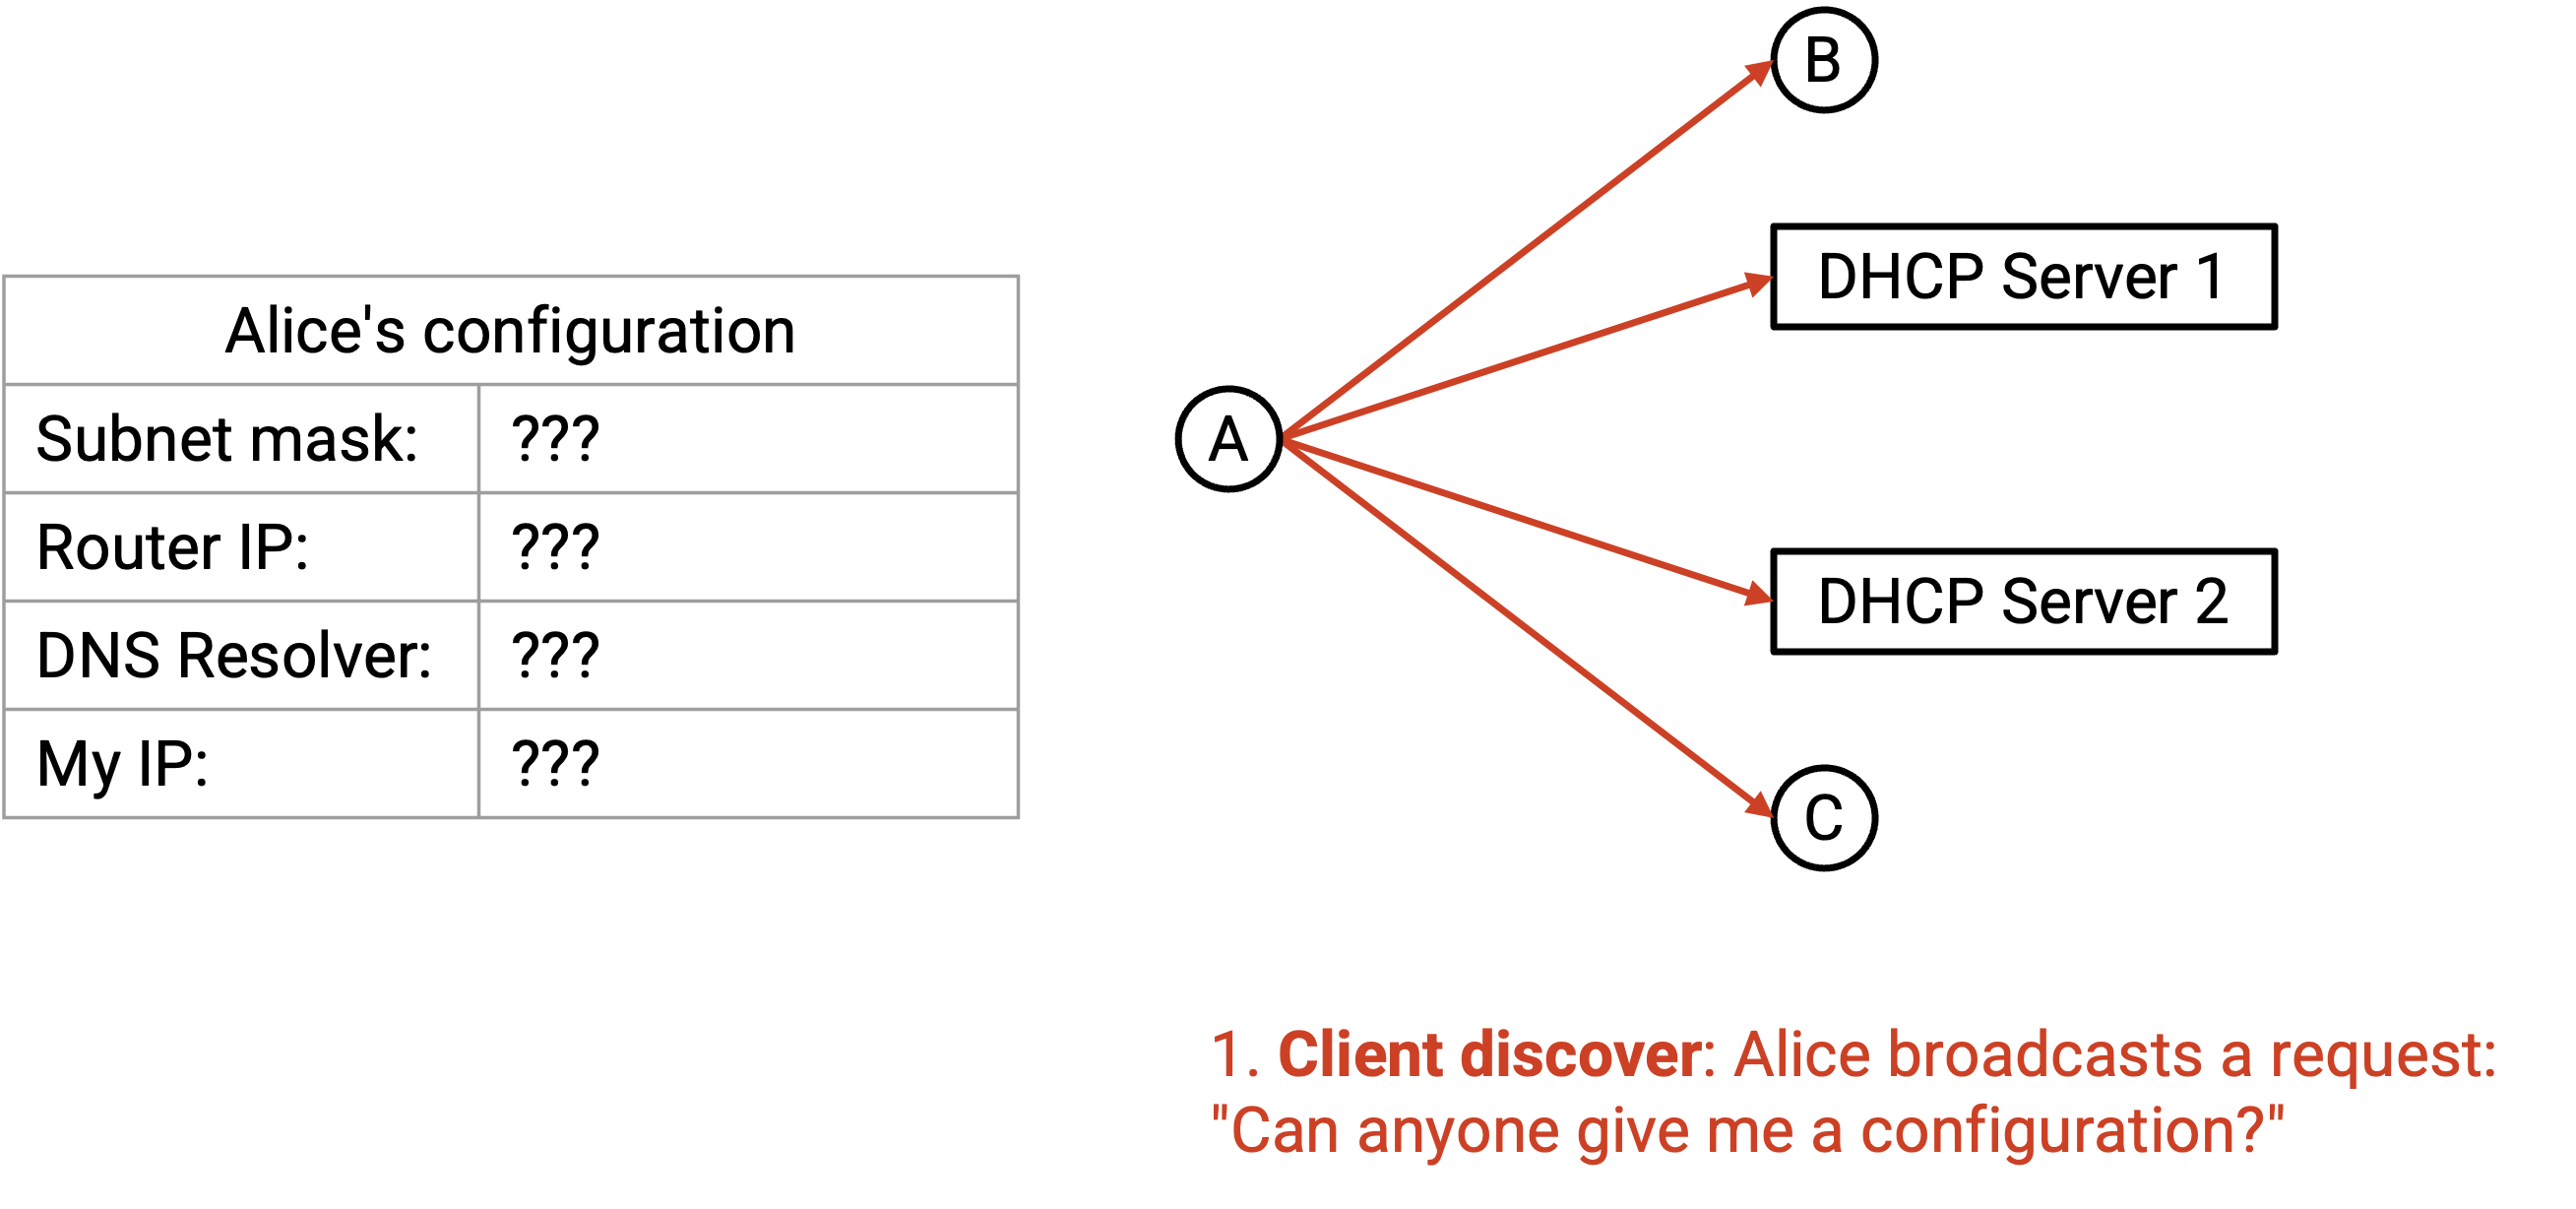 Alice's configuration
Subnet mask: ???
Router IP: ???
DNS Resolver: ???
My IP: ???
B
DHCP Server 1
A
DHCP Server 2
C
1. Client discover: Alice broadcasts a request:
"Can anyone give me a configuration?"